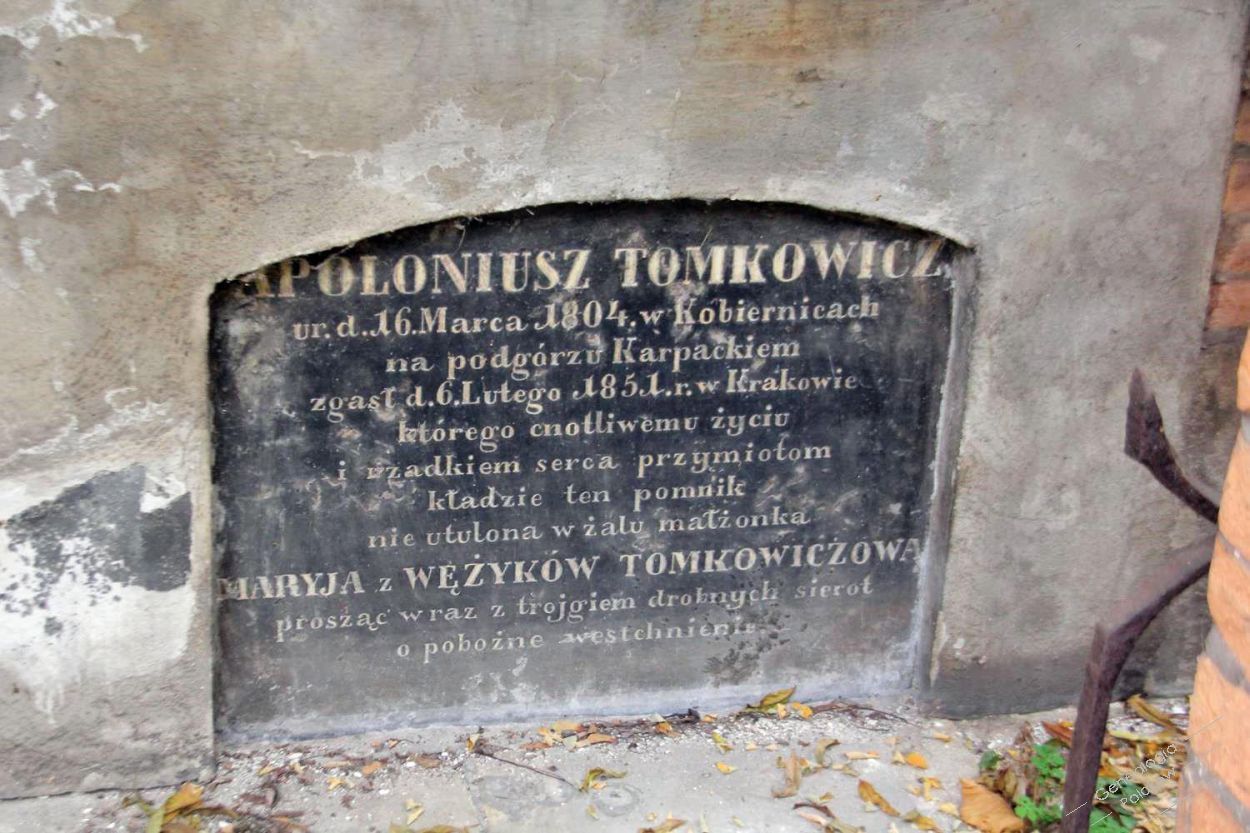 APOLONIUSZ TOMKOWICZ
ur. d. 16. Marca 1804. w Kobiernicach
na podgórzu Karpackiem
zgasł d. 6. Lutego 1851. r. w Krakowie
którego cnotliwemu życiu
i rzadkiem serca przymiotom
kładzie ten pomnik
nie utulona w żalu małżonka
MARYJA z WĘŻYKÓW TOMKOWICZOWA
prosząc wraz z trojgiem drobnych sierot
o pobożne westchnienie.
Genealogia